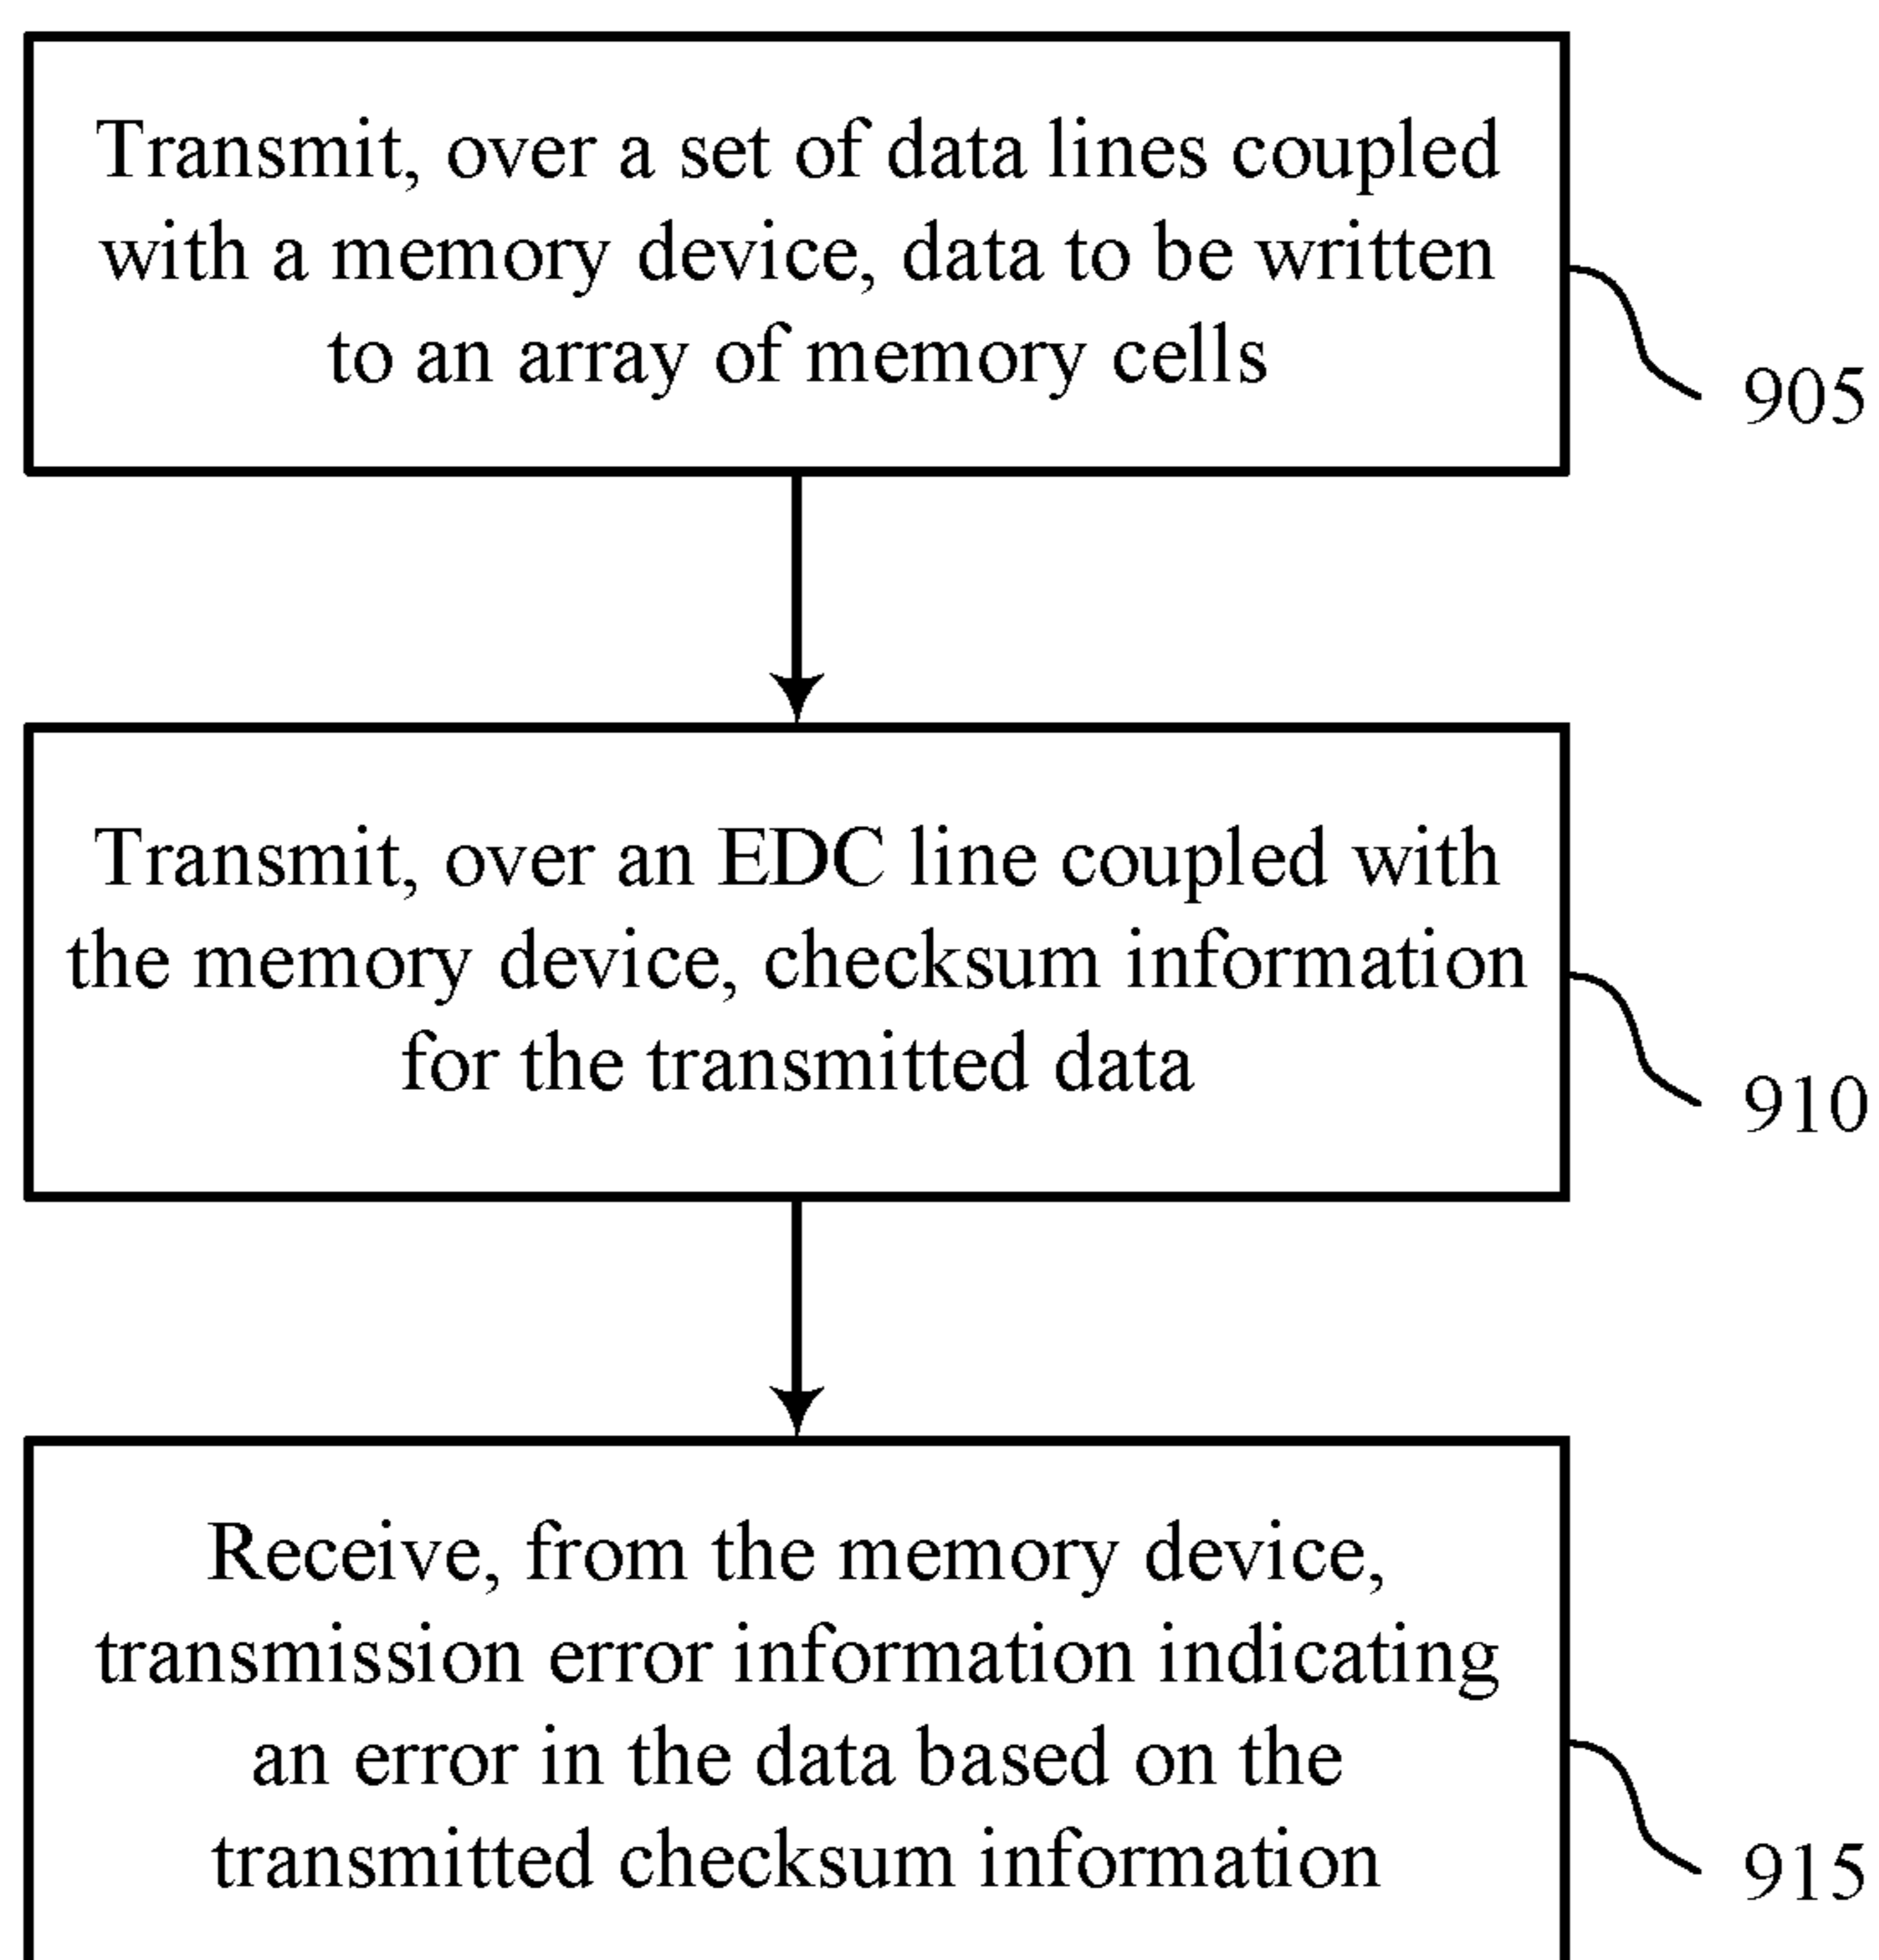 Transmit, over a set of data lines coupled
with a memory device, data to be written
to an array of memory cells
905
Transmit, over an EDC line coupled with
the memory device, checksum information
for the transmitted data
910
Receive, from the memory device,
transmission error information indicating
an error in the data based on the
transmitted checksum information
915